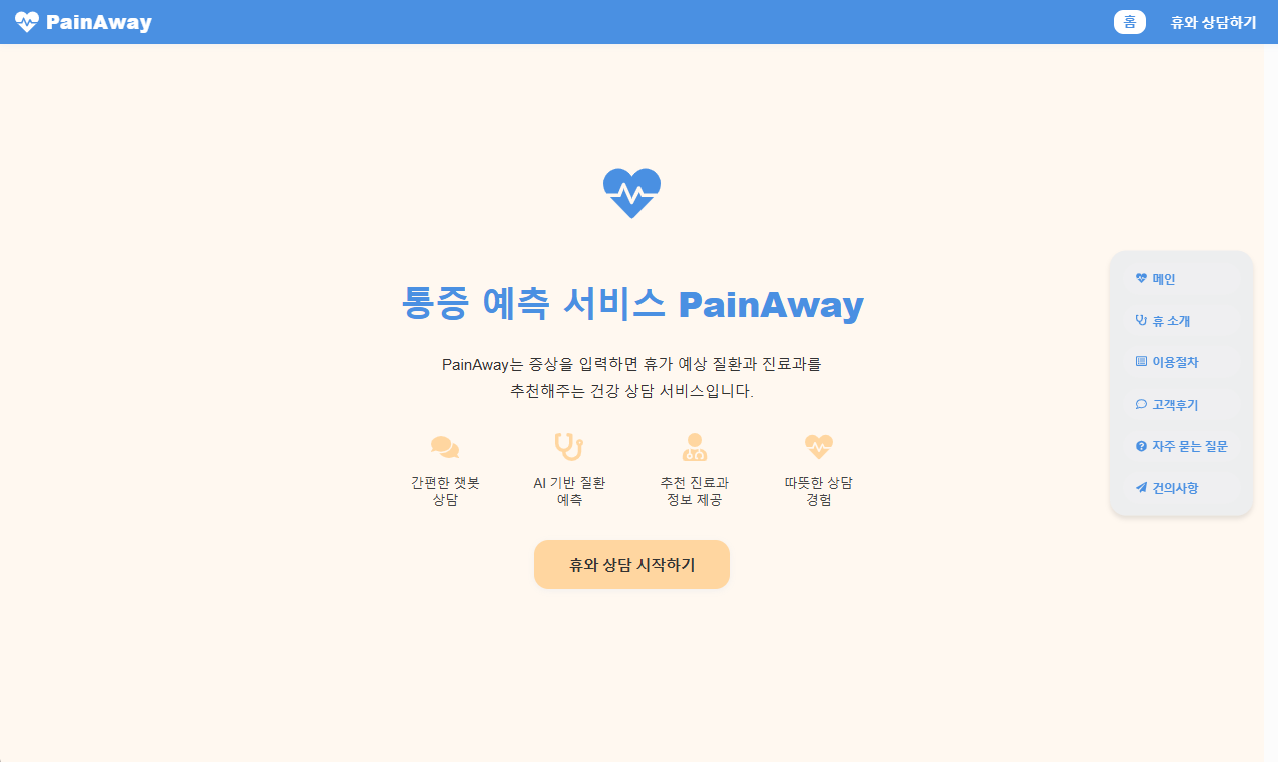 PainAway
홈
휴와 상담하기
통증 예측 서비스 PainAway
PainAway는 증상을 입력하면 휴가 예상 질환과 진료과를
추천해주는 건강 상담 서비스입니다.
간편한 챗봇
상담
AI 기반 질환
예측
추천 진료과
정보 제공
따뜻한 상담
경험
휴와 상담 시작하기
메인
휴 소개
이용절차
고객후기
자주 묻는 질문
건의사항